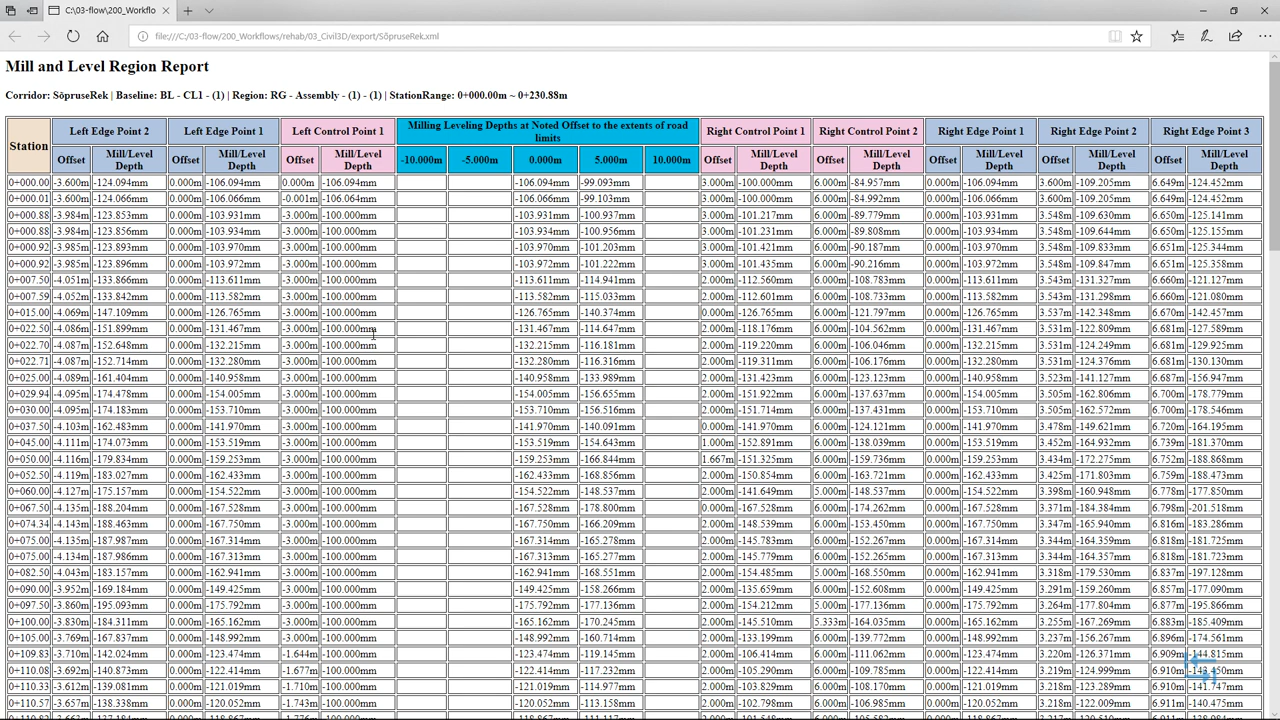 C:\03-flow\200_Workflo
file:///C:/03-flow/200_Workflows/rehab/03_Civil3D/export/SõpruseRek.xml
Mill and Level Region Report
Corridor: SõpruseRek | Baseline: BL - CL1 - (1) | Region: RG - Assembly - (1) - (1) | StationRange: 0+000.00m ~ 0+230.88m
Station Left Edge Point 2 Left Edge Point 1 Left Control Point 1 Milling Leveling Depths at Noted Offset to the extents of road limits Right Control Point 1 Right Control Point 2 Right Edge Point 1 Right Edge Point 2 Right Edge Point 3
Offset Mill/Level Depth Offset Mill/Level Depth Offset Mill/Level Depth -10.000m -5.000m 0.000m 5.000m 10.000m Offset Mill/Level Depth Offset Mill/Level Depth Offset Mill/Level Depth Offset Mill/Level Depth Offset Mill/Level Depth
0+000.00 -3.600m -124.094mm 0.000m -106.094mm 0.000m -106.094mm -106.094mm -99.093mm 3.000m -100.000mm 6.000m -84.957mm 0.000m -106.094mm 3.600m -109.205mm 6.649m -124.452mm
0+000.01 -3.600m -124.066mm 0.000m -106.066mm -0.001m -106.064mm -106.066mm -99.103mm 3.000m -100.000mm 6.000m -84.992mm 0.000m -106.066mm 3.600m -109.205mm 6.649m -124.452mm
0+000.88 -3.984m -123.853mm 0.000m -103.931mm -3.000m -100.000mm -103.931mm -100.937mm 3.000m -101.217mm 6.000m -89.779mm 0.000m -103.931mm 3.548m -109.630mm 6.650m -125.141mm
0+000.88 -3.984m -123.856mm 0.000m -103.934mm -3.000m -100.000mm -103.934mm -100.956mm 3.000m -101.231mm 6.000m -89.808mm 0.000m -103.934mm 3.548m -109.644mm 6.650m -125.155mm
0+000.92 -3.985m -123.893mm 0.000m -103.970mm -3.000m -100.000mm -103.970mm -101.203mm 3.000m -101.421mm 6.000m -90.187mm 0.000m -103.970mm 3.548m -109.833mm 6.651m -125.344mm
0+000.92 -3.985m -123.896mm 0.000m -103.972mm -3.000m -100.000mm -103.972mm -101.222mm 3.000m -101.435mm 6.000m -90.216mm 0.000m -103.972mm 3.548m -109.847mm 6.651m -125.358mm
0+007.50 -4.051m -133.866mm 0.000m -113.611mm -3.000m -100.000mm -113.611mm -114.941mm 2.000m -112.560mm 6.000m -108.783mm 0.000m -113.611mm 3.543m -131.327mm 6.660m -121.127mm
0+007.59 -4.052m -133.842mm 0.000m -113.582mm -3.000m -100.000mm -113.582mm -115.033mm 2.000m -112.601mm 6.000m -108.733mm 0.000m -113.582mm 3.543m -131.298mm 6.660m -121.080mm
0+015.00 -4.069m -147.109mm 0.000m -126.765mm -3.000m -100.000mm -126.765mm -140.374mm 0.000m -126.765mm 6.000m -121.797mm 0.000m -126.765mm 3.537m -142.348mm 6.670m -142.457mm
0+022.50 -4.086m -151.899mm 0.000m -131.467mm -3.000m -100.000mm -131.467mm -114.647mm 2.000m -118.176mm 6.000m -104.562mm 0.000m -131.467mm 3.531m -122.809mm 6.681m -127.589mm
0+022.70 -4.087m -152.648mm 0.000m -132.215mm -3.000m -100.000mm -132.215mm -116.181mm 2.000m -119.220mm 6.000m -106.046mm 0.000m -132.215mm 3.531m -124.249mm 6.681m -129.925mm
0+022.71 -4.087m -152.714mm 0.000m -132.280mm -3.000m -100.000mm -132.280mm -116.316mm 2.000m -119.311mm 6.000m -106.176mm 0.000m -132.280mm 3.531m -124.376mm 6.681m -130.130mm
0+025.00 -4.089m -161.404mm 0.000m -140.958mm -3.000m -100.000mm -140.958mm -133.989mm 2.000m -131.423mm 6.000m -123.123mm 0.000m -140.958mm 3.523m -141.127mm 6.687m -156.947mm
0+029.94 -4.095m -174.478mm 0.000m -154.005mm -3.000m -100.000mm -154.005mm -156.655mm 2.000m -151.922mm 6.000m -137.637mm 0.000m -154.005mm 3.505m -162.806mm 6.700m -178.779mm
0+030.00 -4.095m -174.183mm 0.000m -153.710mm -3.000m -100.000mm -153.710mm -156.516mm 2.000m -151.714mm 6.000m -137.431mm 0.000m -153.710mm 3.505m -162.572mm 6.700m -178.546mm
0+037.50 -4.103m -162.483mm 0.000m -141.970mm -3.000m -100.000mm -141.970mm -140.091mm 0.000m -141.970mm 6.000m -124.121mm 0.000m -141.970mm 3.478m -149.621mm 6.720m -164.195mm
0+045.00 -4.111m -174.073mm 0.000m -153.519mm -3.000m -100.000mm -153.519mm -154.643mm 1.000m -152.891mm 6.000m -138.039mm 0.000m -153.519mm 3.452m -164.932mm 6.739m -181.370mm
0+050.00 -4.116m -179.834mm 0.000m -159.253mm -3.000m -100.000mm -159.253mm -166.844mm 1.667m -151.325mm 6.000m -159.736mm 0.000m -159.253mm 3.434m -172.275mm 6.752m -188.868mm
0+052.50 -4.119m -183.027mm 0.000m -162.433mm -3.000m -100.000mm -162.433mm -168.856mm 2.000m -150.854mm 6.000m -163.721mm 0.000m -162.433mm 3.425m -171.803mm 6.759m -188.473mm
0+060.00 -4.127m -175.157mm 0.000m -154.522mm -3.000m -100.000mm -154.522mm -148.537mm 2.000m -141.649mm 5.000m -148.537mm 0.000m -154.522mm 3.398m -160.948mm 6.778m -177.850mm
0+067.50 -4.135m -188.204mm 0.000m -167.528mm -3.000m -100.000mm -167.528mm -178.800mm 0.000m -167.528mm 6.000m -174.262mm 0.000m -167.528mm 3.371m -184.384mm 6.798m -201.518mm
0+074.34 -4.143m -188.463mm 0.000m -167.750mm -3.000m -100.000mm -167.750mm -166.209mm 2.000m -148.539mm 6.000m -153.450mm 0.000m -167.750mm 3.347m -165.940mm 6.816m -183.286mm
0+075.00 -4.135m -187.987mm 0.000m -167.314mm -3.000m -100.000mm -167.314mm -165.278mm 2.000m -145.783mm 6.000m -152.267mm 0.000m -167.314mm 3.344m -164.359mm 6.818m -181.725mm
0+075.00 -4.134m -187.986mm 0.000m -167.313mm -3.000m -100.000mm -167.313mm -165.277mm 2.000m -145.779mm 6.000m -152.265mm 0.000m -167.313mm 3.344m -164.357mm 6.818m -181.723mm
0+082.50 -4.043m -183.157mm 0.000m -162.941mm -3.000m -100.000mm -162.941mm -168.551mm 2.000m -154.485mm 6.000m -168.550mm 0.000m -162.941mm 3.318m -179.530mm 6.837m -197.128mm
0+090.00 -3.952m -169.184mm 0.000m -149.425mm -3.000m -100.000mm -149.425mm -158.266mm 2.000m -135.659mm 6.000m -152.608mm 0.000m -149.425mm 3.291m -159.260mm 6.857m -177.090mm
0+097.50 -3.860m -195.093mm 0.000m -175.792mm -3.000m -100.000mm -175.792mm -177.136mm 2.000m -154.212mm 5.000m -177.136mm 0.000m -175.792mm 3.264m -177.804mm 6.877m -195.866mm
0+100.00 -3.830m -184.311mm 0.000m -165.162mm -3.000m -100.000mm -165.162mm -170.245mm 2.000m -145.510mm 5.333m -164.035mm 0.000m -165.162mm 3.255m -167.269mm 6.883m -185.409mm
0+105.00 -3.769m -167.837mm 0.000m -148.992mm -3.000m -100.000mm -148.992mm -160.714mm 2.000m -133.199mm 6.000m -139.772mm 0.000m -148.992mm 3.237m -156.267mm 6.896m -174.561mm
0+109.83 -3.710m -142.024mm 0.000m -123.474mm -1.644m -100.000mm -123.474mm -119.145mm 2.000m -106.414mm 6.000m -111.062mm 0.000m -123.474mm 3.220m -126.371mm 6.909m -144.815mm
0+110.08 -3.692m -140.873mm 0.000m -122.414mm -1.677m -100.000mm -122.414mm -117.232mm 2.000m -105.290mm 6.000m -109.785mm 0.000m -122.414mm 3.219m -124.999mm 6.910m
0+110.33 -3.612m -139.081mm 0.000m -121.019mm -1.710m -100.000mm -121.019mm -114.977mm 2.000m -103.829mm 6.000m -108.170mm 0.000m -121.019mm 3.218m -123.289mm 6.910m -141.747mm
0+110.57 -3.637m -138.338mm 0.000m -120.052mm -1.743m -100.000mm -120.052mm -113.158mm 2.000m -102.798mm 6.000m -106.985mm 0.000m -120.052mm 3.218m -122.009mm 6.911m -140.475mm